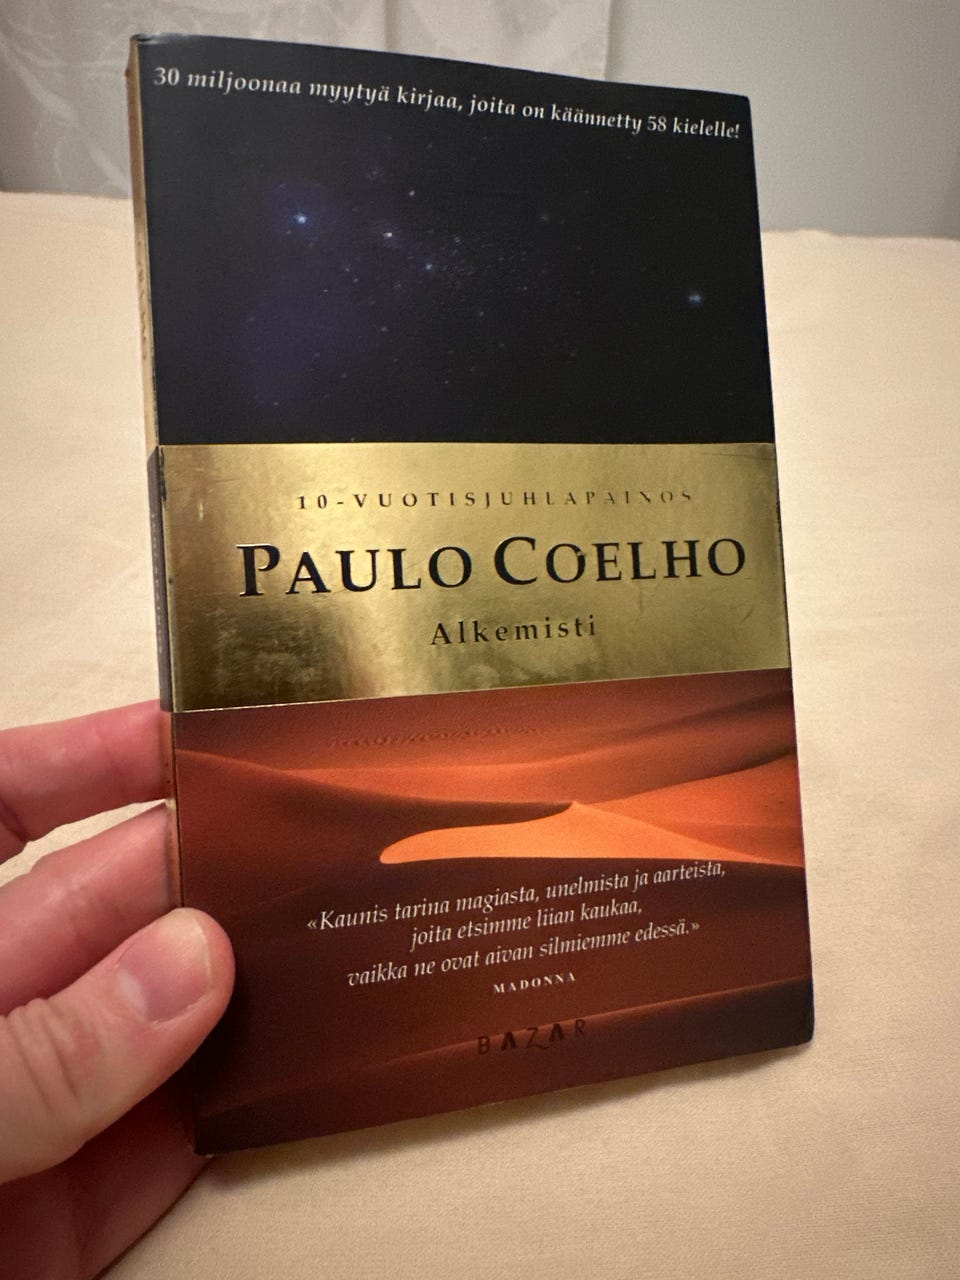 30 miljoonaa myytyä kirjaa, joita on käännetty 58 kielelle!
10-VUOTISJUHLAPAINOS
PAULO COELHO
Alkemisti
«Kaunis tarina magiasta, unelmista ja aarteista,
joita etsimme liian kaukaa,
vaikka ne ovat aivan silmiemme edessä.»
MADONNA
BAZAR